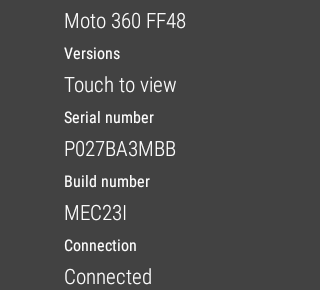 Moto 360 FF48
Versions
Touch to view
Serial number
P027BA3MBB
Build number
MEC23I
Connection
Connected